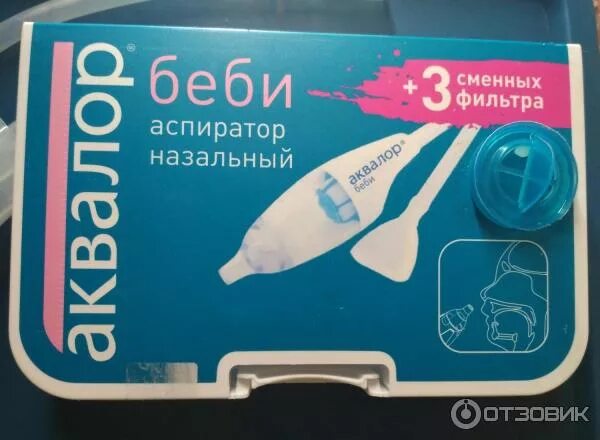 аквалор®
беби
аспиратор
назальный
+3 сменных
фильтра
аквалор®
беби
ОТЗОВИК